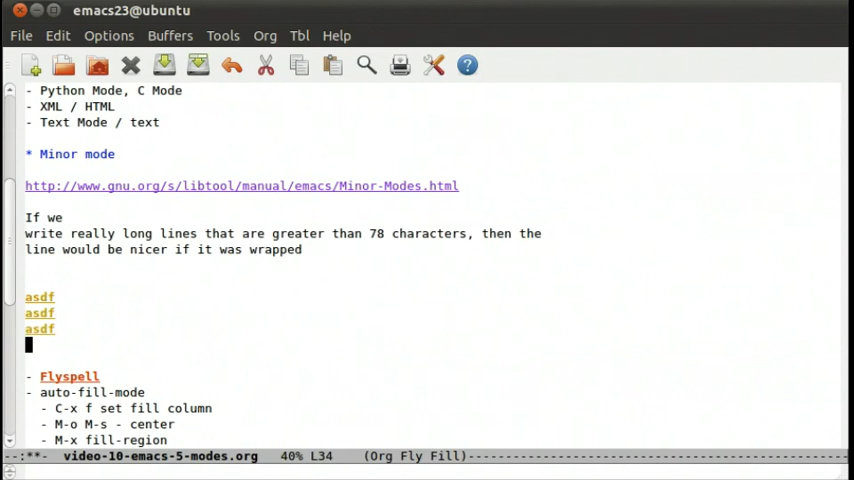 emacs23@ubuntu
File Edit Options Buffers Tools Org Tbl Help
- Python Mode, C Mode
- XML / HTML
- Text Mode / text
* Minor mode
http://www.gnu.org/s/libtool/manual/emacs/Minor-Modes.html
If we
write really long lines that are greater than 78 characters, then the
line would be nicer if it was wrapped
asdf
asdf
asdf
- Flyspell
- auto-fill-mode
- C-x f set fill column
- M-o M-s - center
- M-x fill-region
--:**- video-10-emacs-5-modes.org 40% L34 (Org Fly Fill)--------------------------------------------------